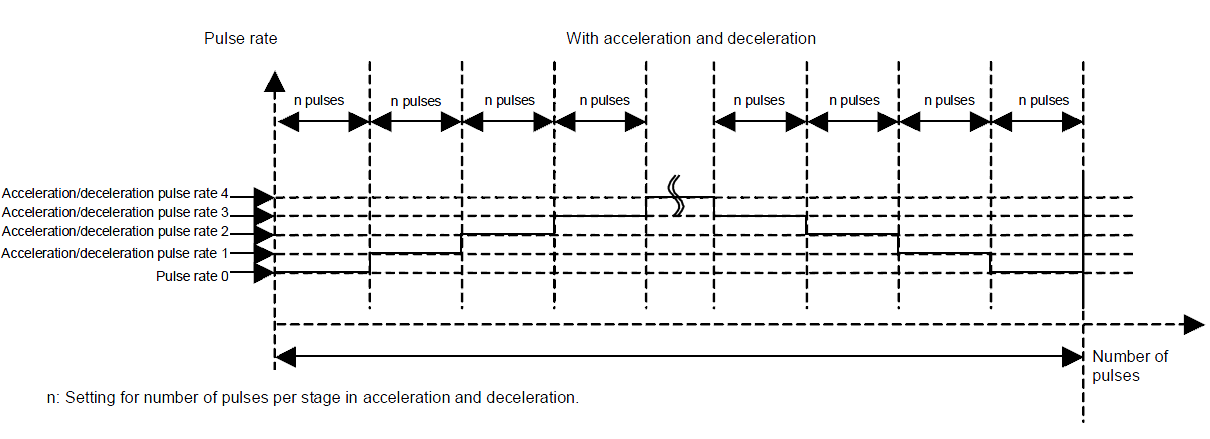 Pulse rate
With acceleration and deceleration
n pulses
n pulses
n pulses
n pulses
n pulses
n pulses
n pulses
n pulses
Acceleration/deceleration pulse rate 4
Acceleration/deceleration pulse rate 3
Acceleration/deceleration pulse rate 2
Acceleration/deceleration pulse rate 1
Pulse rate 0
Number of
pulses
n: Setting for number of pulses per stage in acceleration and deceleration.